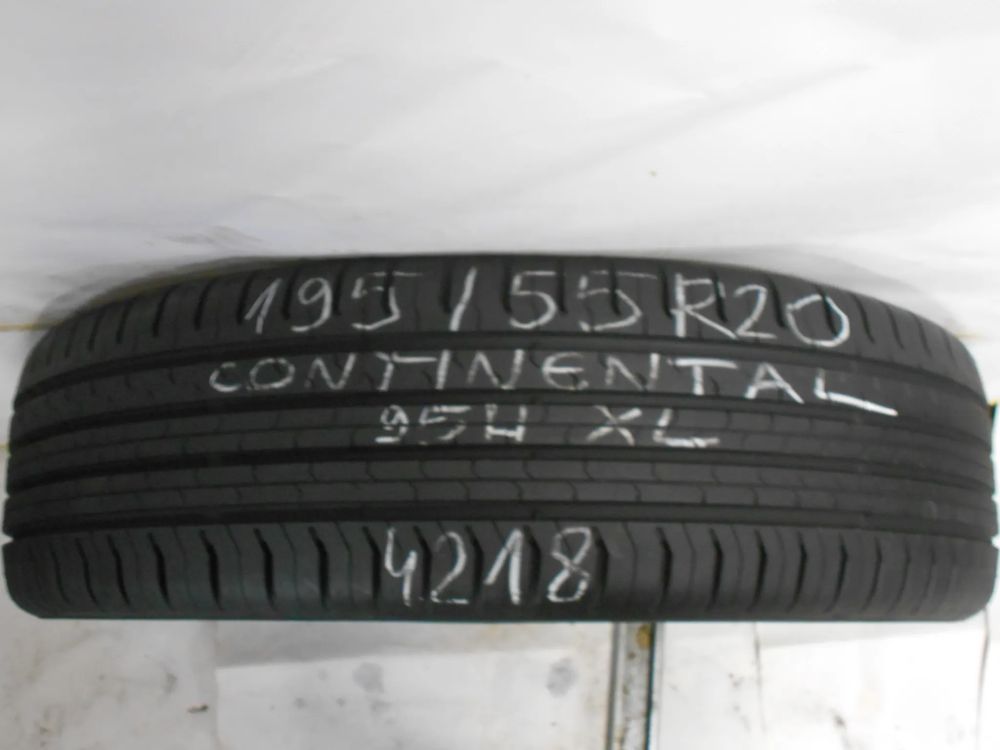 195/55R20
CONTINENTAL
95H XL
4218